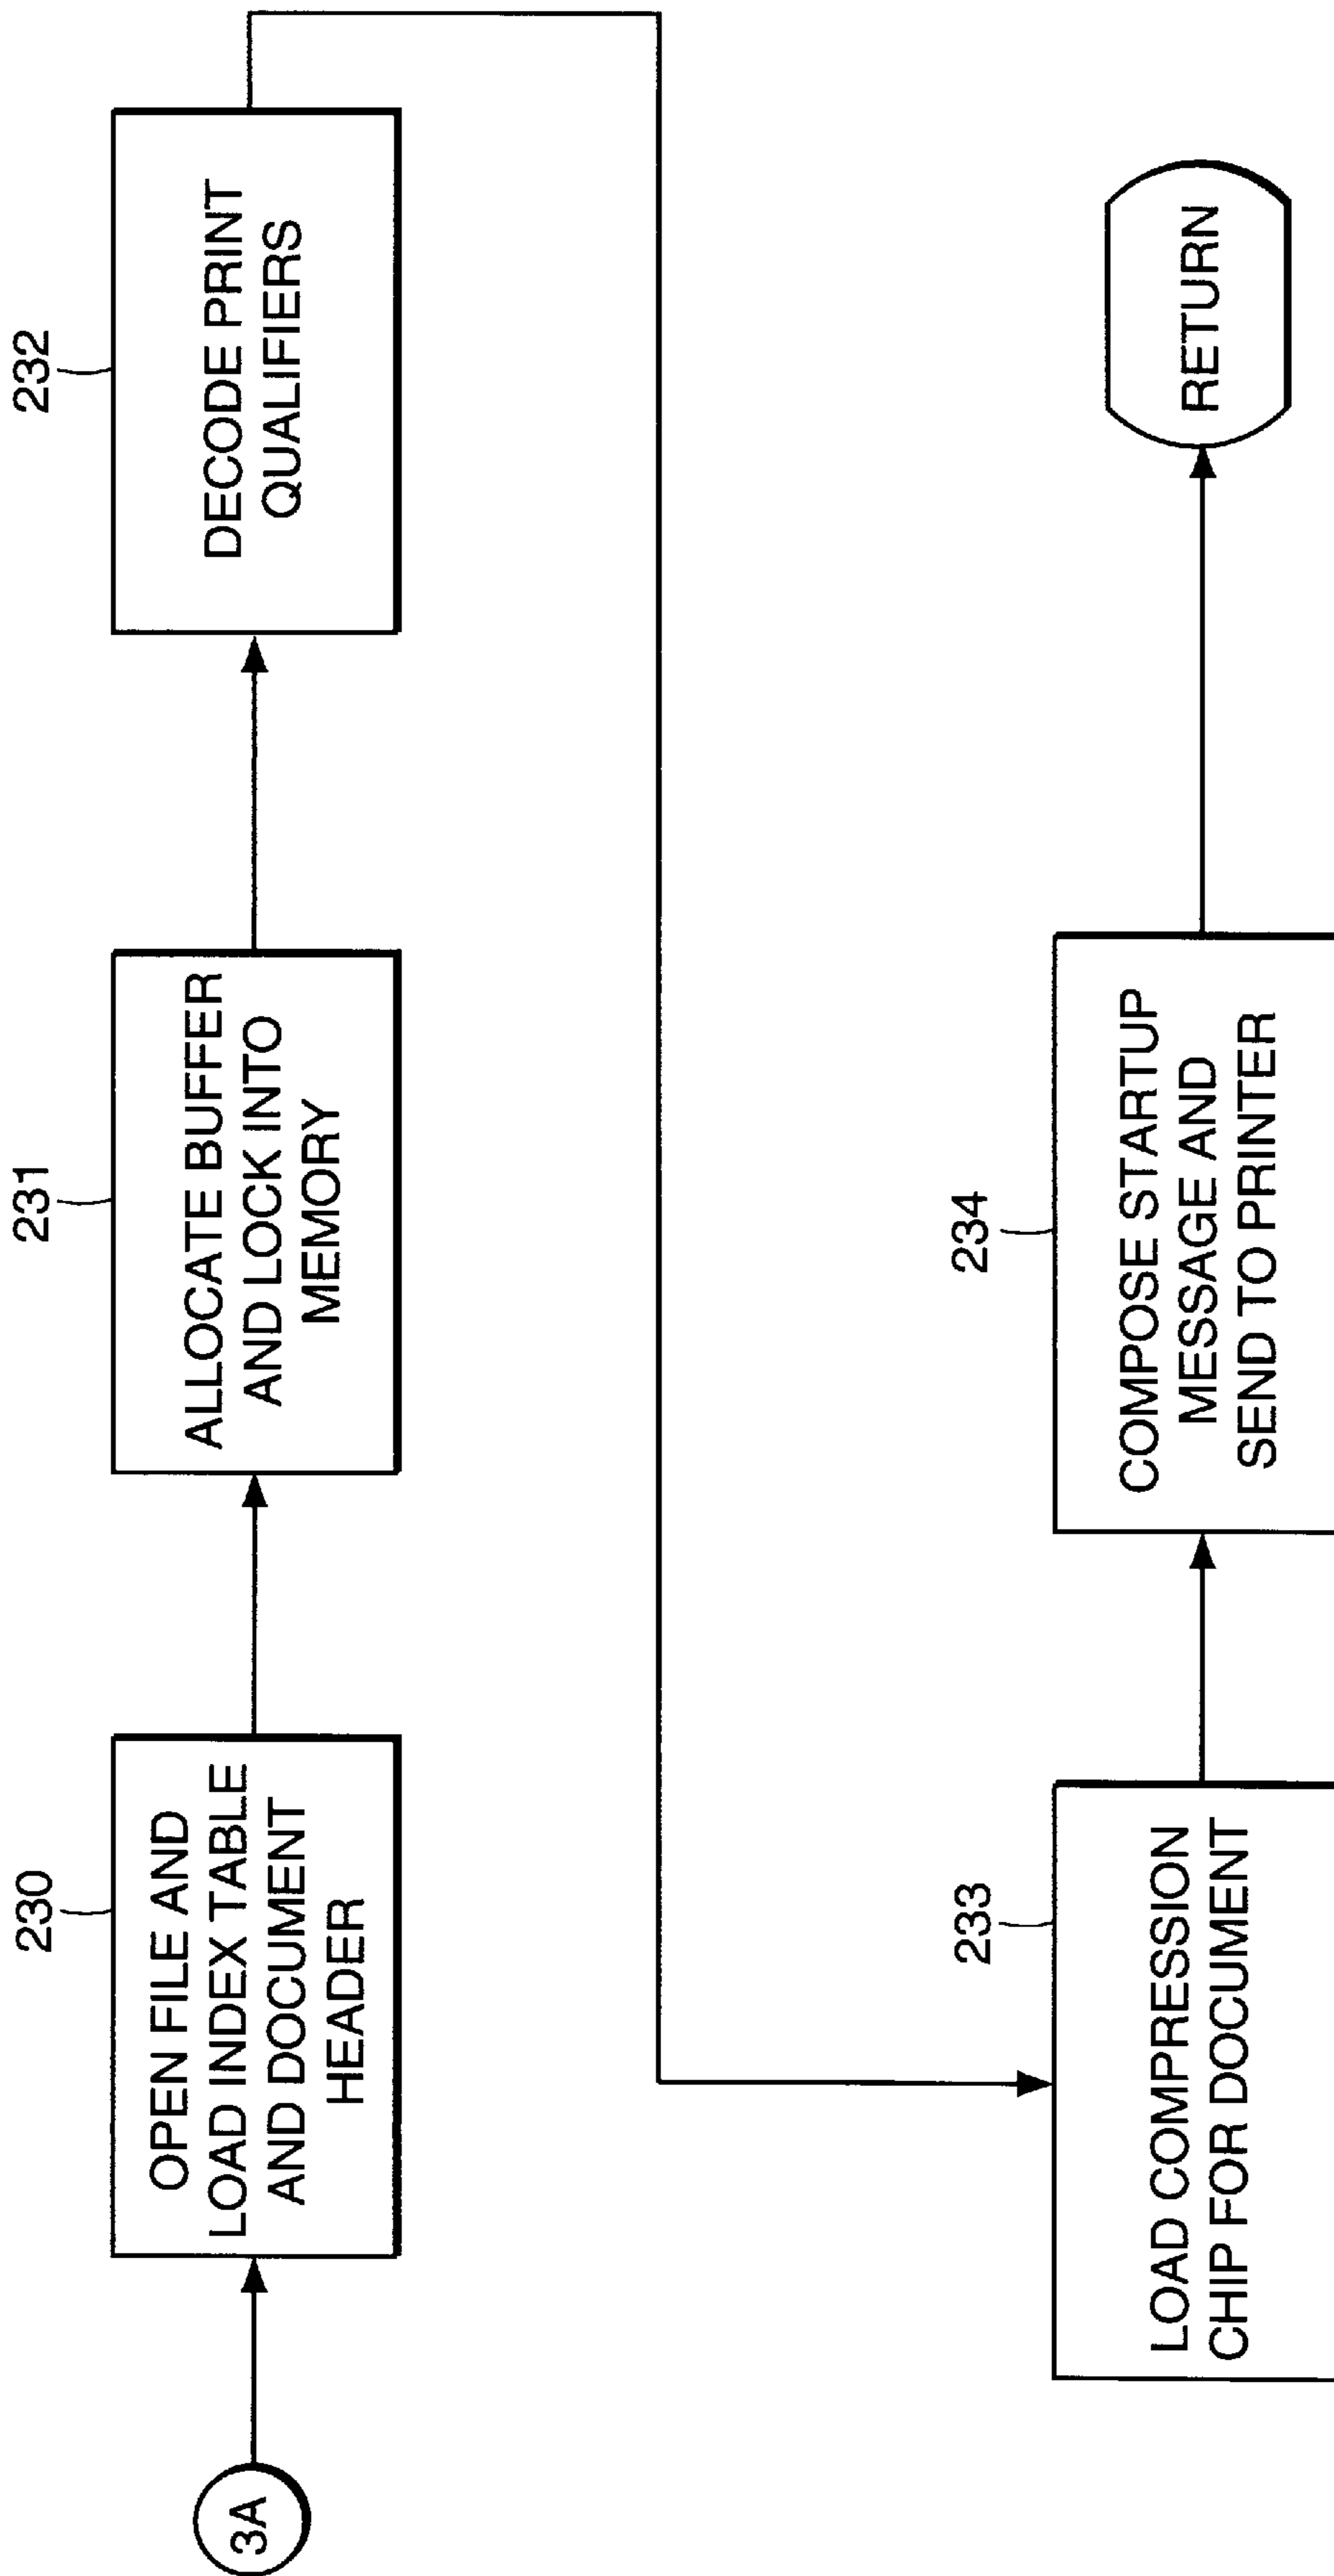 3A
230
OPEN FILE AND
LOAD INDEX TABLE
AND DOCUMENT
HEADER
231
ALLOCATE BUFFER
AND LOCK INTO
MEMORY
232
DECODE PRINT
QUALIFIERS
233
LOAD COMPRESSION
CHIP FOR DOCUMENT
234
COMPOSE STARTUP
MESSAGE AND
SEND TO PRINTER
RETURN